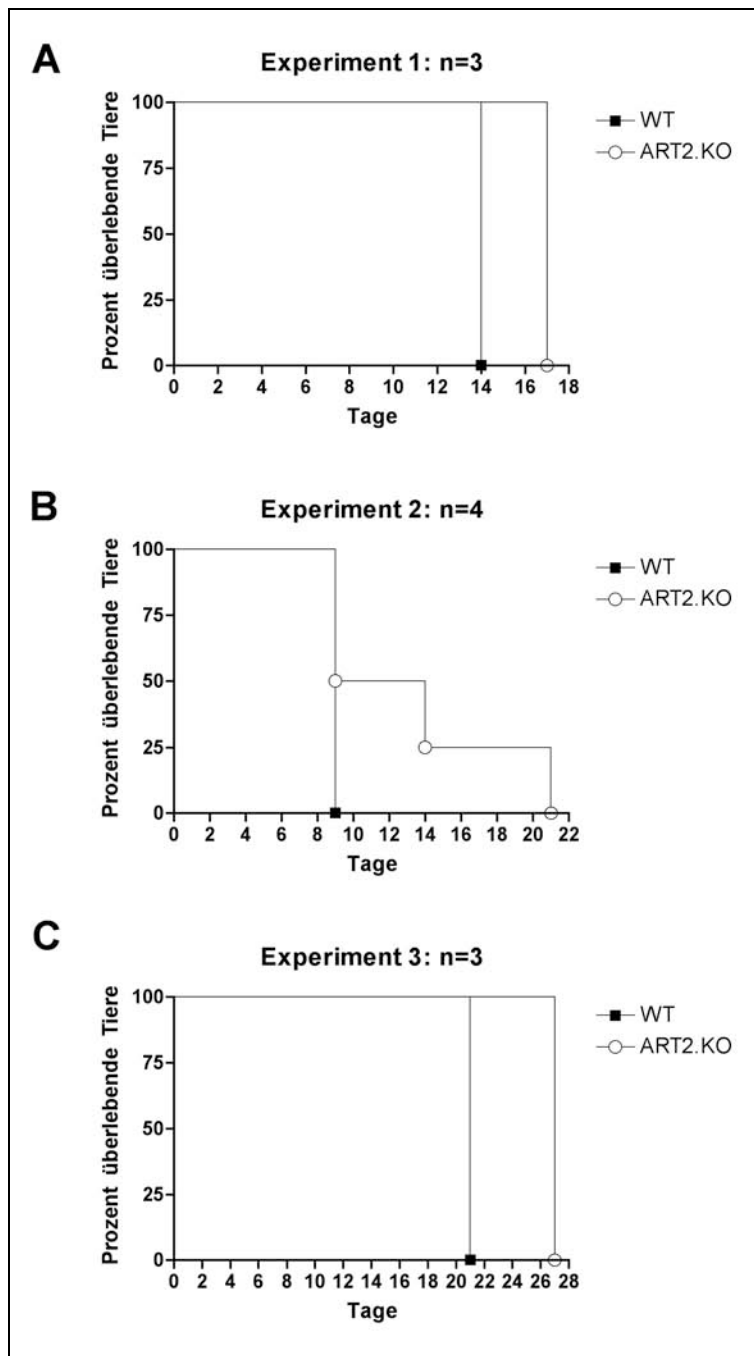 A
Experiment 1: n=3
Prozent überlebende Tiere
100
75
50
25
0
0 2 4 6 8 10 12 14 16 18
Tage
WT
ART2.KO
B
Experiment 2: n=4
Prozent überlebende Tiere
100
75
50
25
0
0 2 4 6 8 10 12 14 16 18 20 22
Tage
WT
ART2.KO
C
Experiment 3: n=3
Prozent überlebende Tiere
100
75
50
25
0
0 2 4 6 8 10 12 14 16 18 20 22 24 26 28
Tage
WT
ART2.KO